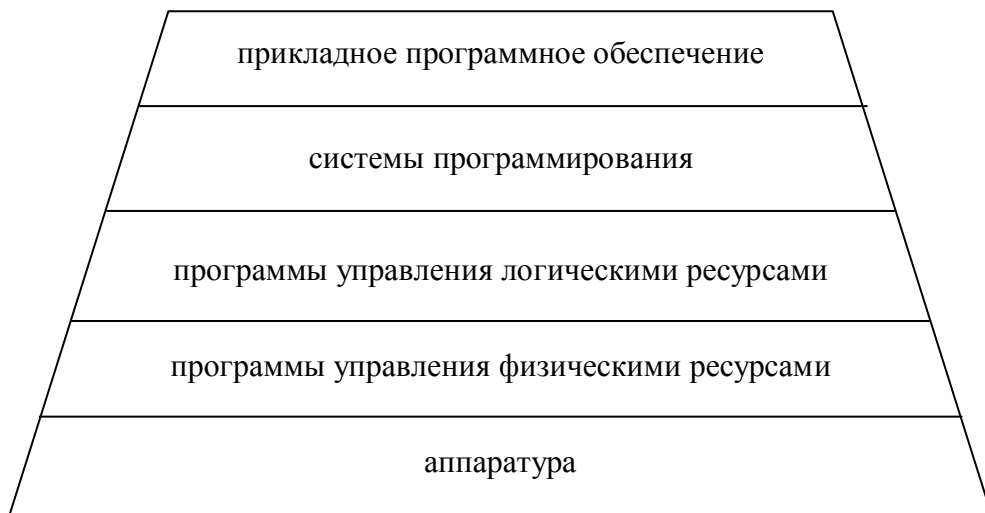 прикладное программное обеспечение
системы программирования
программы управления логическими ресурсами
программы управления физическими ресурсами
аппаратура